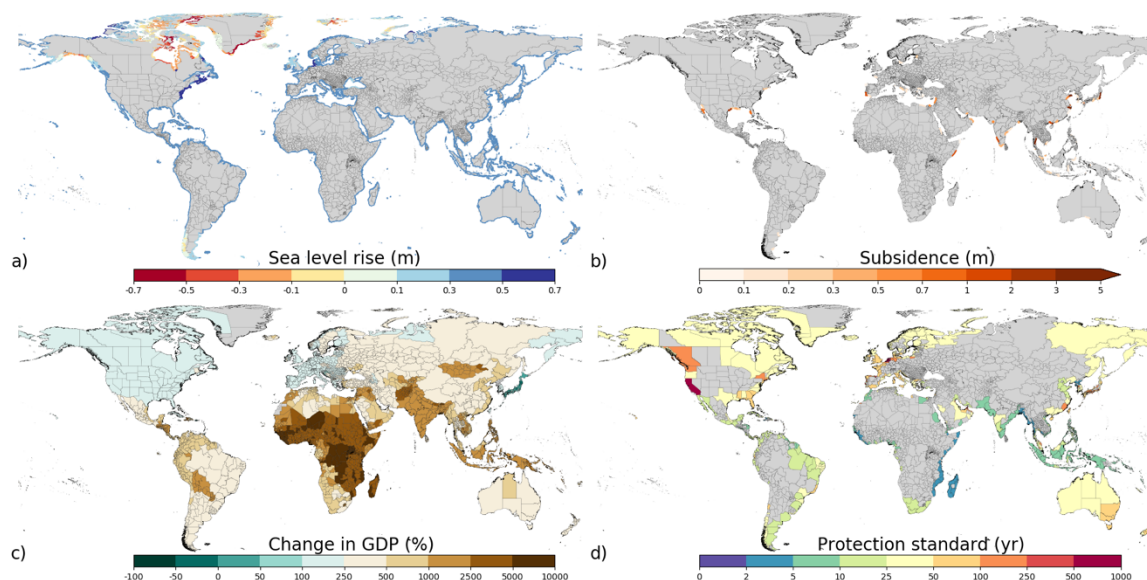 a) Sea level rise (m)
-0.7 -0.5 -0.3 -0.1 0 0.1 0.3 0.5 0.7
b) Subsidence (m)
0 0.1 0.2 0.3 0.5 0.7 1 2 3 5
c) Change in GDP (%)
-100 -50 0 50 100 250 500 1000 2000 5000 10000
d) Protection standard (yr)
0 2 5 10 25 50 100 250 500 1000